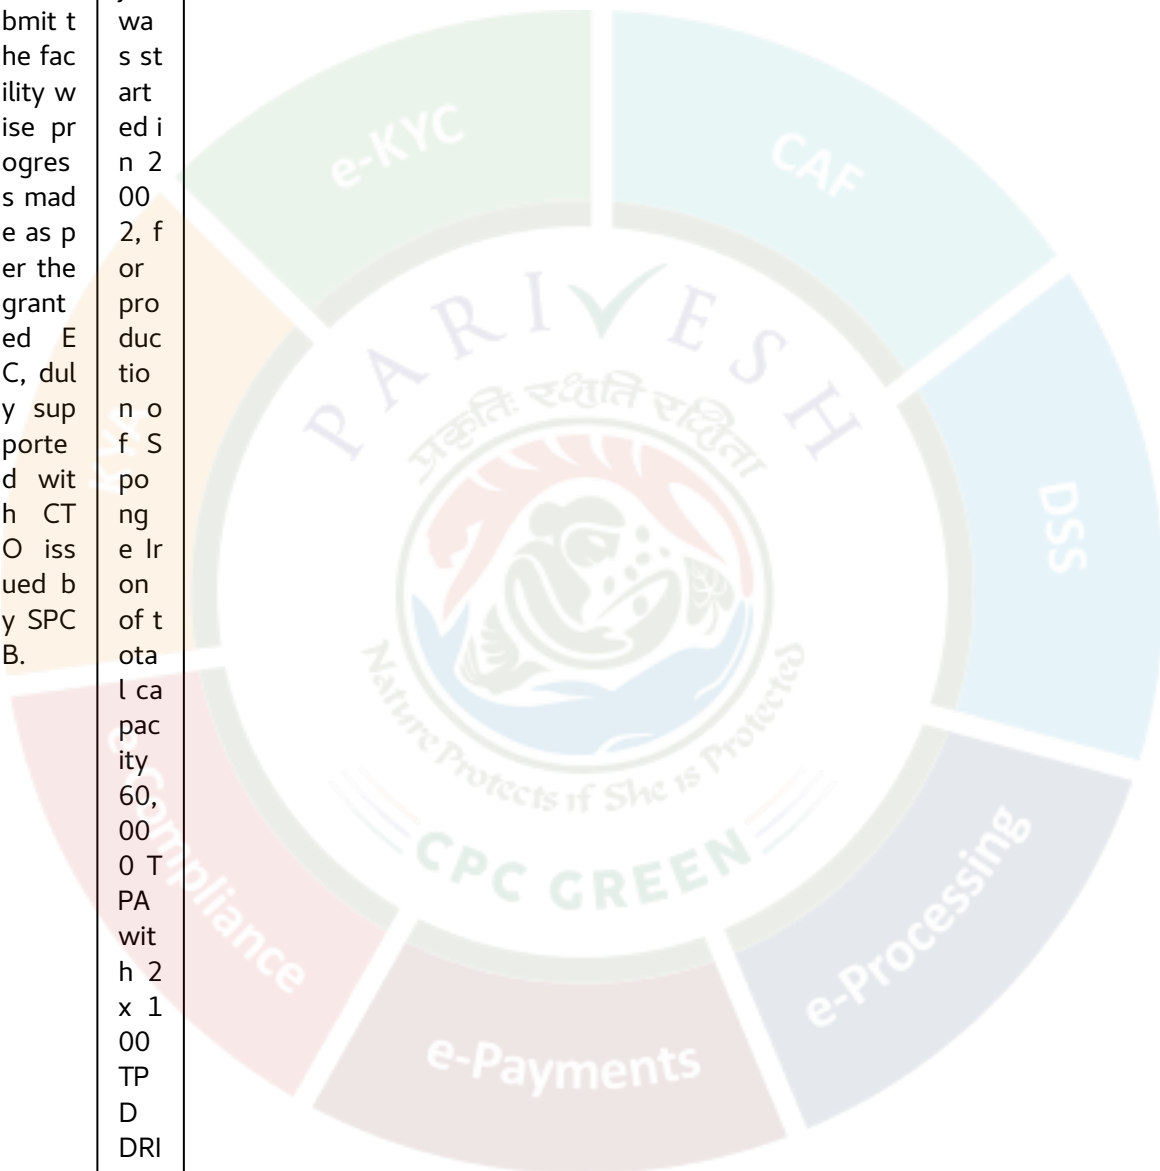 bmit t
he fac
ility w
ise pr
ogres
s mad
e as p
er the
grant
ed E
C, dul
y sup
porte
d wit
h CT
O iss
ued b
y SPC
B.
wa
s st
art
ed i
n 2
00
2, f
or
pro
duc
tio
n o
f S
po
ng
e Ir
on
of t
ota
l ca
pac
ity
60,
00
0 T
PA
wit
h 2
x 1
00
TP
D
DRI
e-KYC
CAF
DSS
e-Processing
e-Payments
e-Compliance
KYA
PARIVESH
प्रकृतिः रक्षति रक्षिता
Nature Protects if She is Protected
CPC GREEN